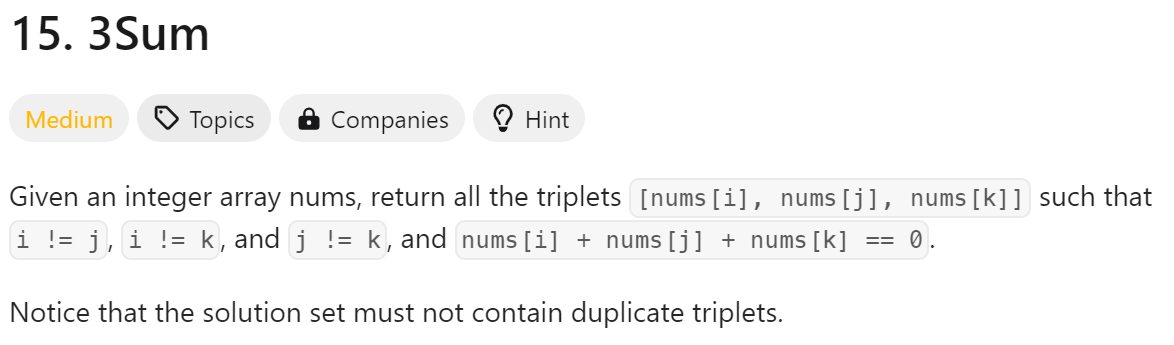 15. 3Sum
Medium Topics Companies Hint
Given an integer array nums, return all the triplets [nums[i], nums[j], nums[k]] such that
i != j, i != k, and j != k, and nums[i] + nums[j] + nums[k] == 0.
Notice that the solution set must not contain duplicate triplets.